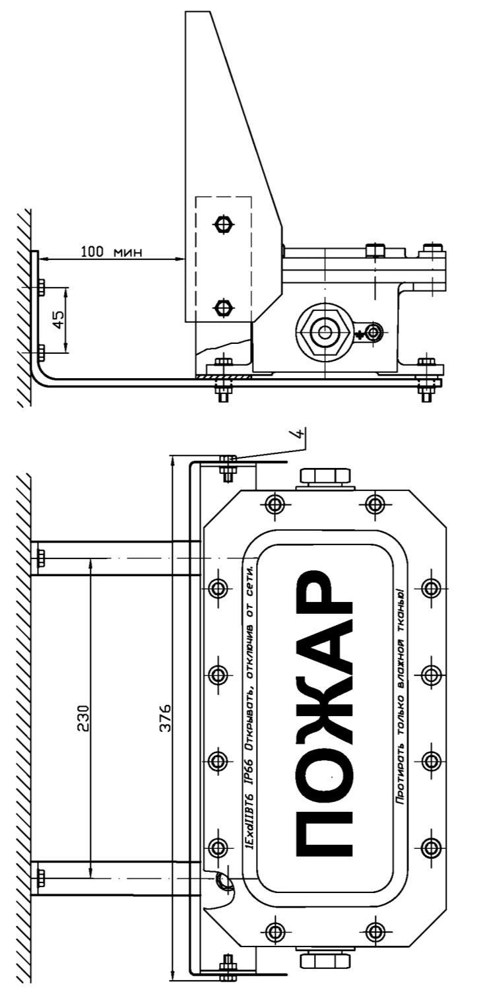 100 мин
45
4
230
376
1ExdIIBT6 IP66 Открывать, отключив от сети.
ПОЖАР
Протирать только влажной тканью!